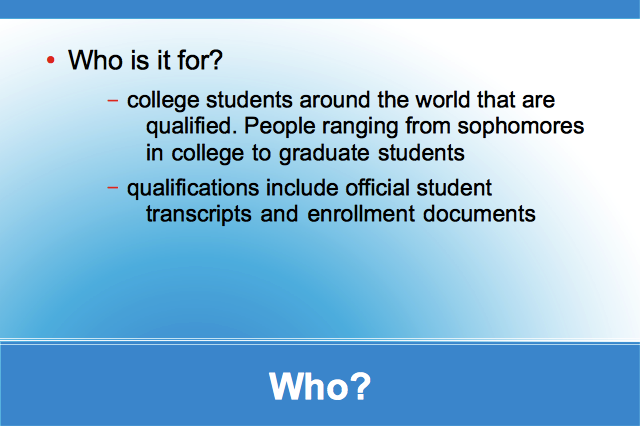 • Who is it for?
– college students around the world that are
qualified. People ranging from sophomores
in college to graduate students
– qualifications include official student
transcripts and enrollment documents
Who?